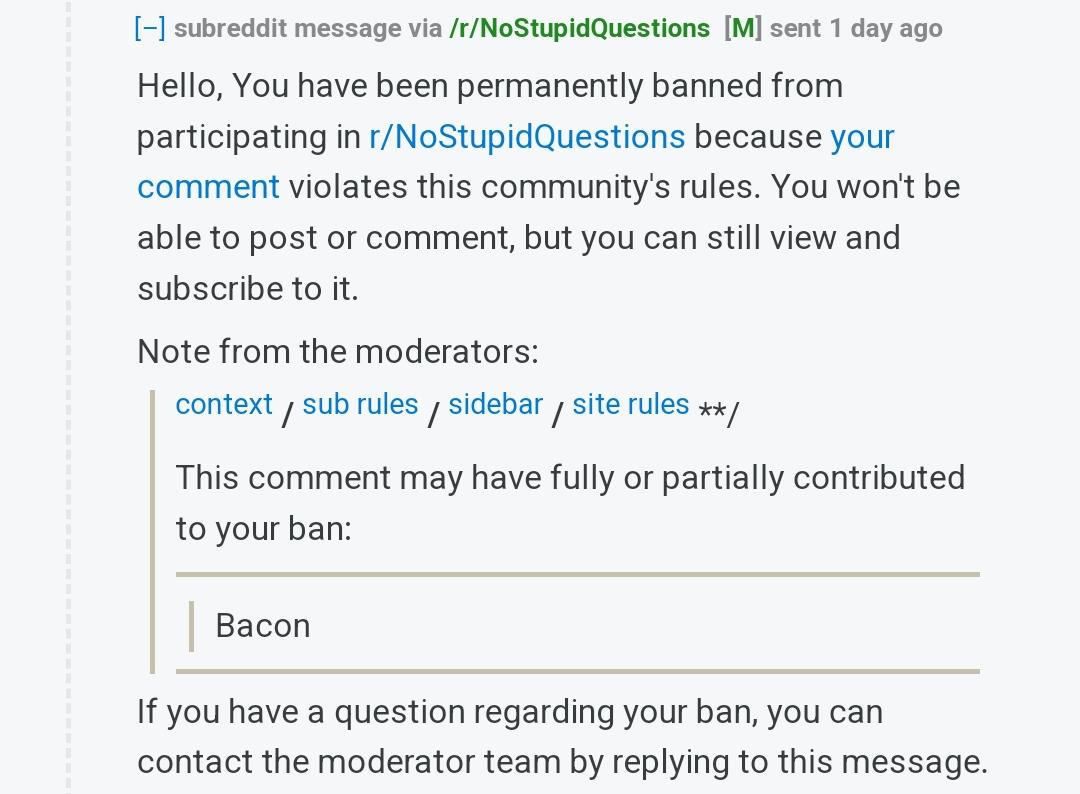 [–] subreddit message via /r/NoStupidQuestions [M] sent 1 day ago
Hello, You have been permanently banned from
participating in r/NoStupidQuestions because your
comment violates this community's rules. You won't be
able to post or comment, but you can still view and
subscribe to it.
Note from the moderators:
context / sub rules / sidebar / site rules **/
This comment may have fully or partially contributed
to your ban:
Bacon
If you have a question regarding your ban, you can
contact the moderator team by replying to this message.